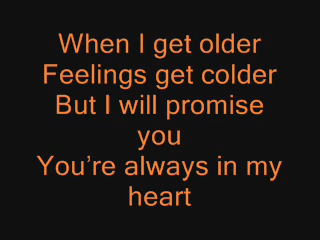 When I get older
Feelings get colder
But I will promise
you
You’re always in my
heart